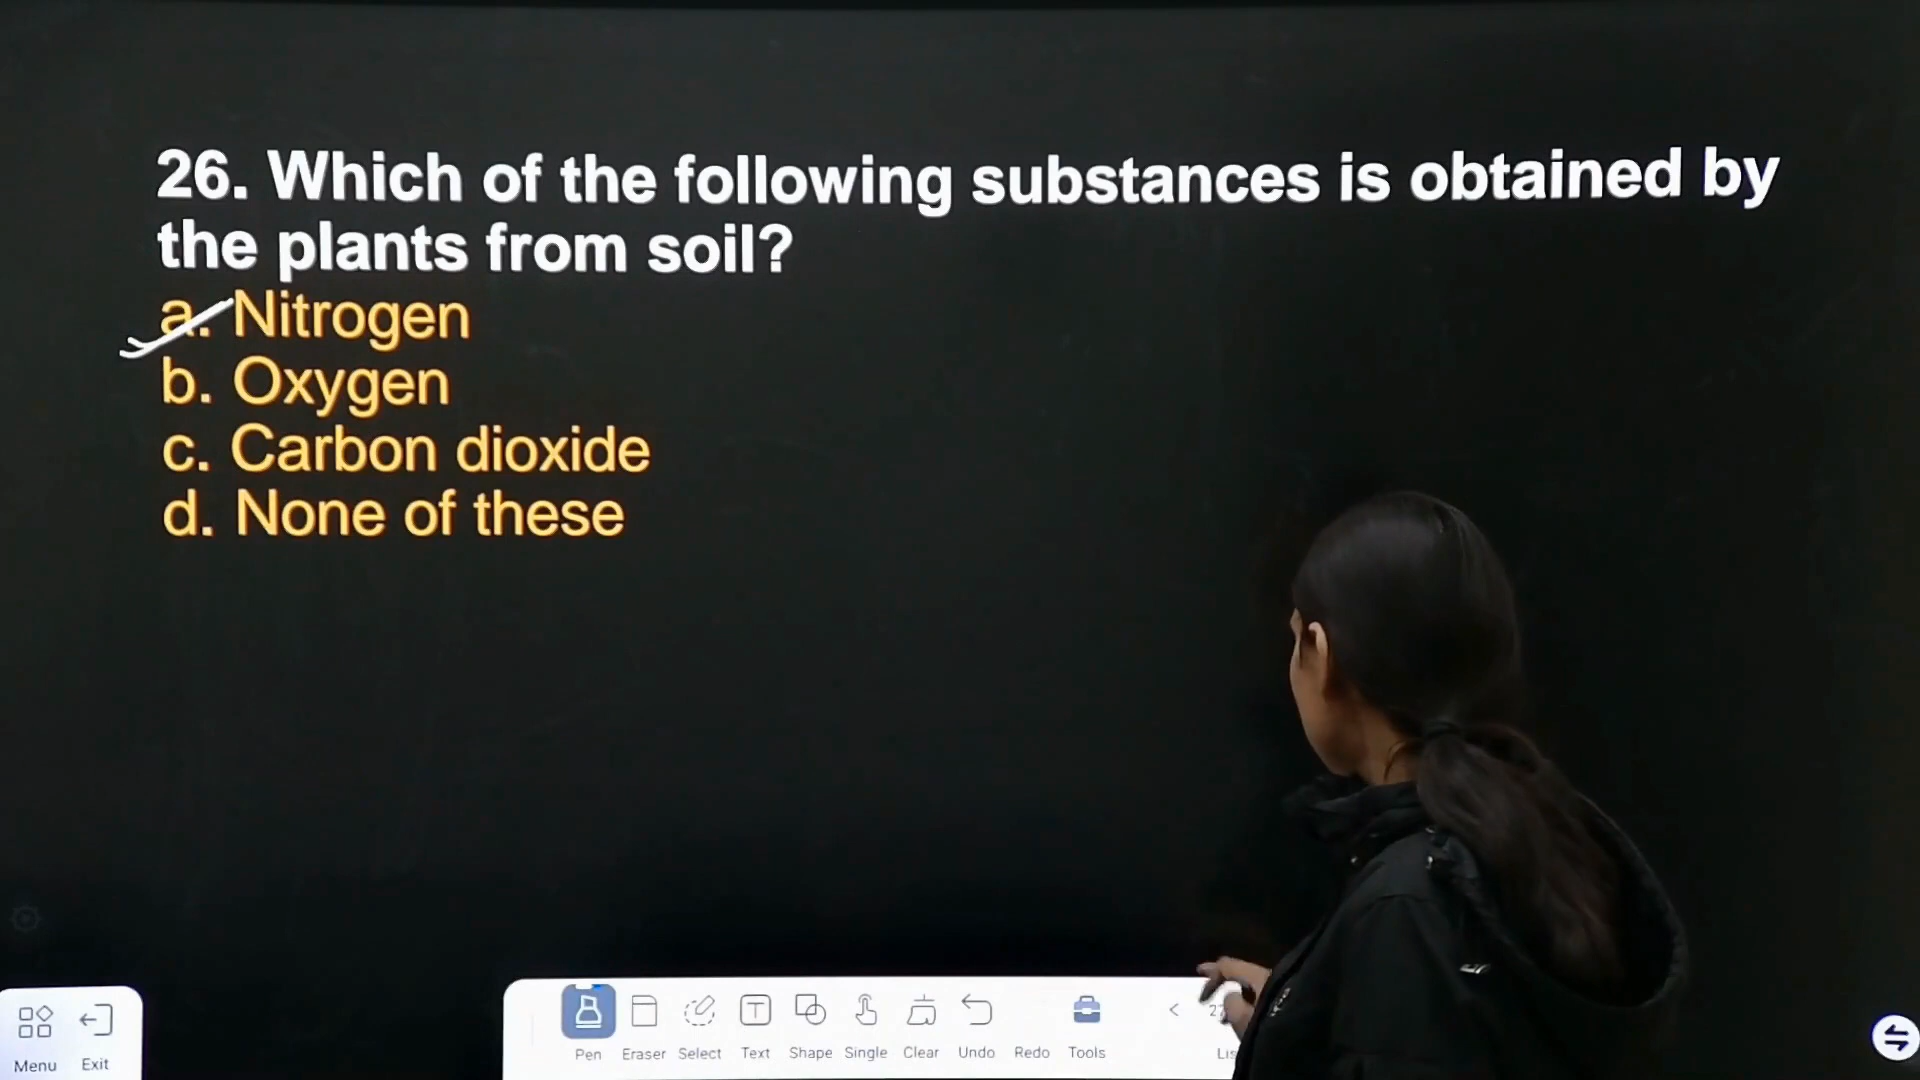 26. Which of the following substances is obtained by
the plants from soil?
a. Nitrogen
b. Oxygen
c. Carbon dioxide
d. None of these
Menu Exit
Pen Eraser Select Text Shape Single Clear Undo Redo Tools